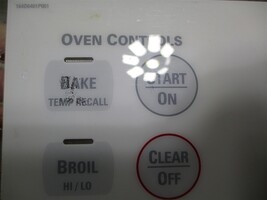 OVEN CONTROLS
BAKE
TEMP RECALL
START
ON
BROIL
HI / LO
CLEAR
OFF